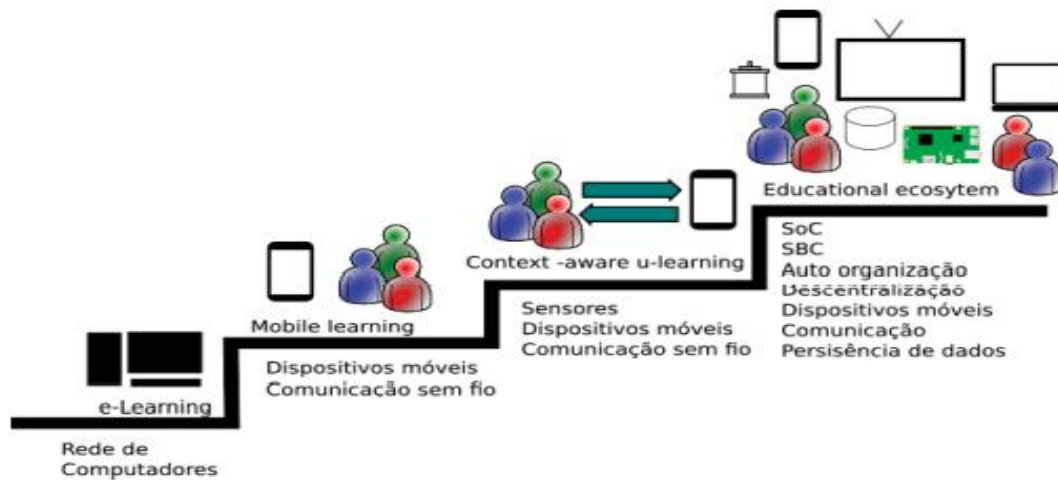 e-Learning
Rede de
Computadores
Mobile learning
Dispositivos móveis
Comunicação sem fio
Context -aware u-learning
Sensores
Dispositivos móveis
Comunicação sem fio
Educational ecosytem
SoC
SBC
Auto organização
Descentralização
Dispositivos móveis
Comunicação
Persisência de dados